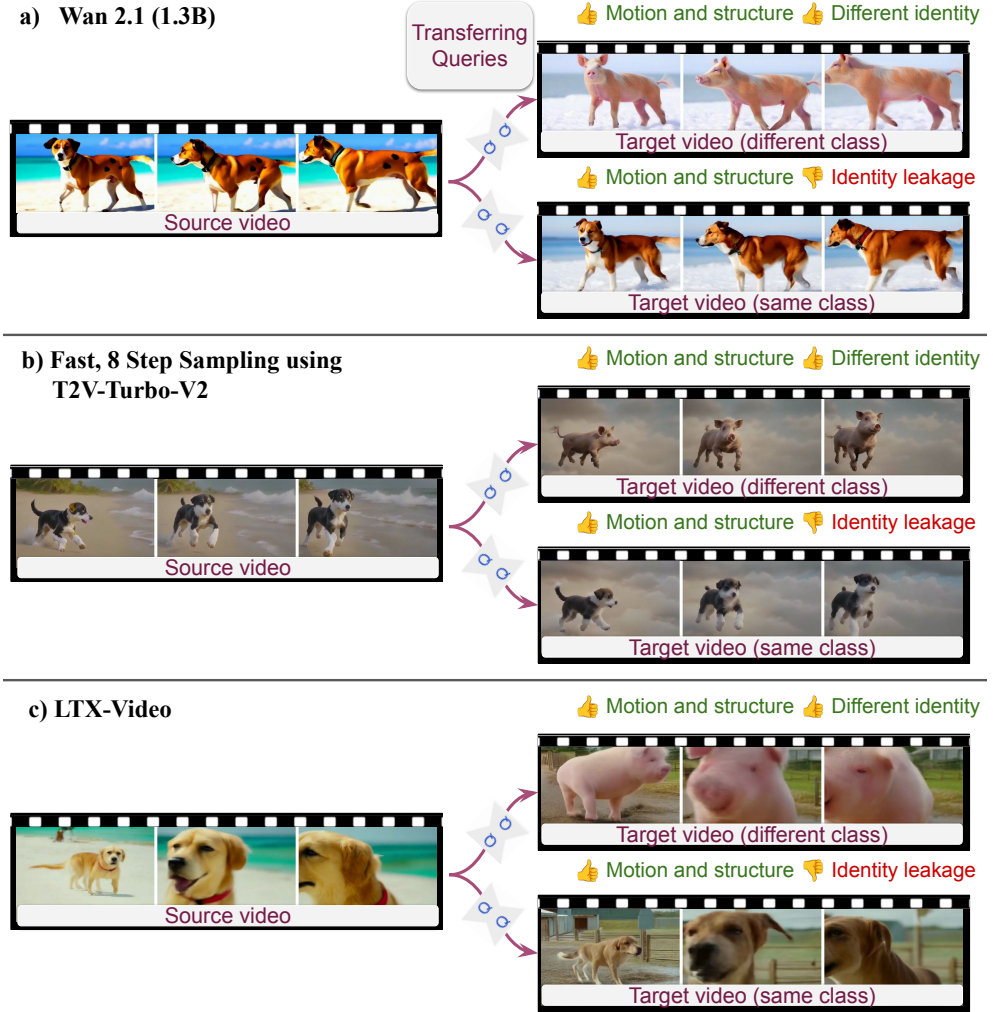 a) Wan 2.1 (1.3B)
Transferring
Queries
👍 Motion and structure 👍 Different identity
Target video (different class)
👍 Motion and structure 👎 Identity leakage
Source video
Target video (same class)
b) Fast, 8 Step Sampling using
T2V-Turbo-V2
👍 Motion and structure 👍 Different identity
Target video (different class)
👍 Motion and structure 👎 Identity leakage
Source video
Target video (same class)
c) LTX-Video
👍 Motion and structure 👍 Different identity
Target video (different class)
👍 Motion and structure 👎 Identity leakage
Source video
Target video (same class)